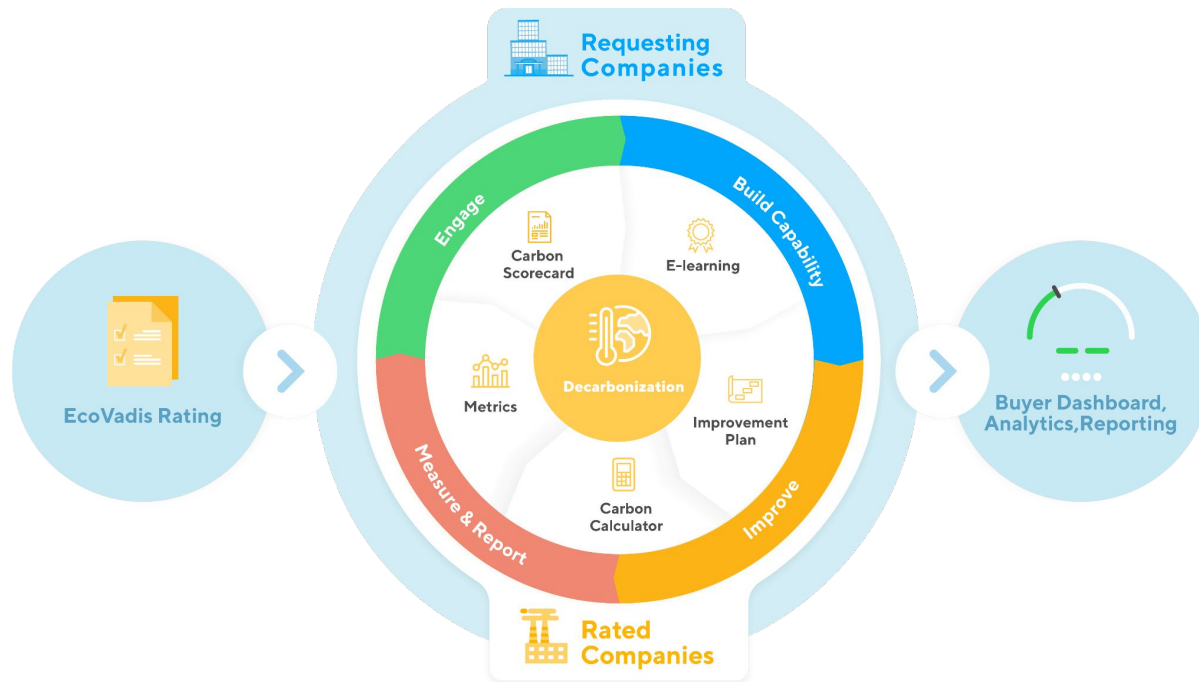 Requesting
Companies
Engage
Build Capability
Carbon
Scorecard
E-learning
EcoVadis Rating
Metrics
Decarbonization
Improvement
Plan
Buyer Dashboard,
Analytics,Reporting
Carbon
Calculator
Measure & Report
Improve
Rated
Companies